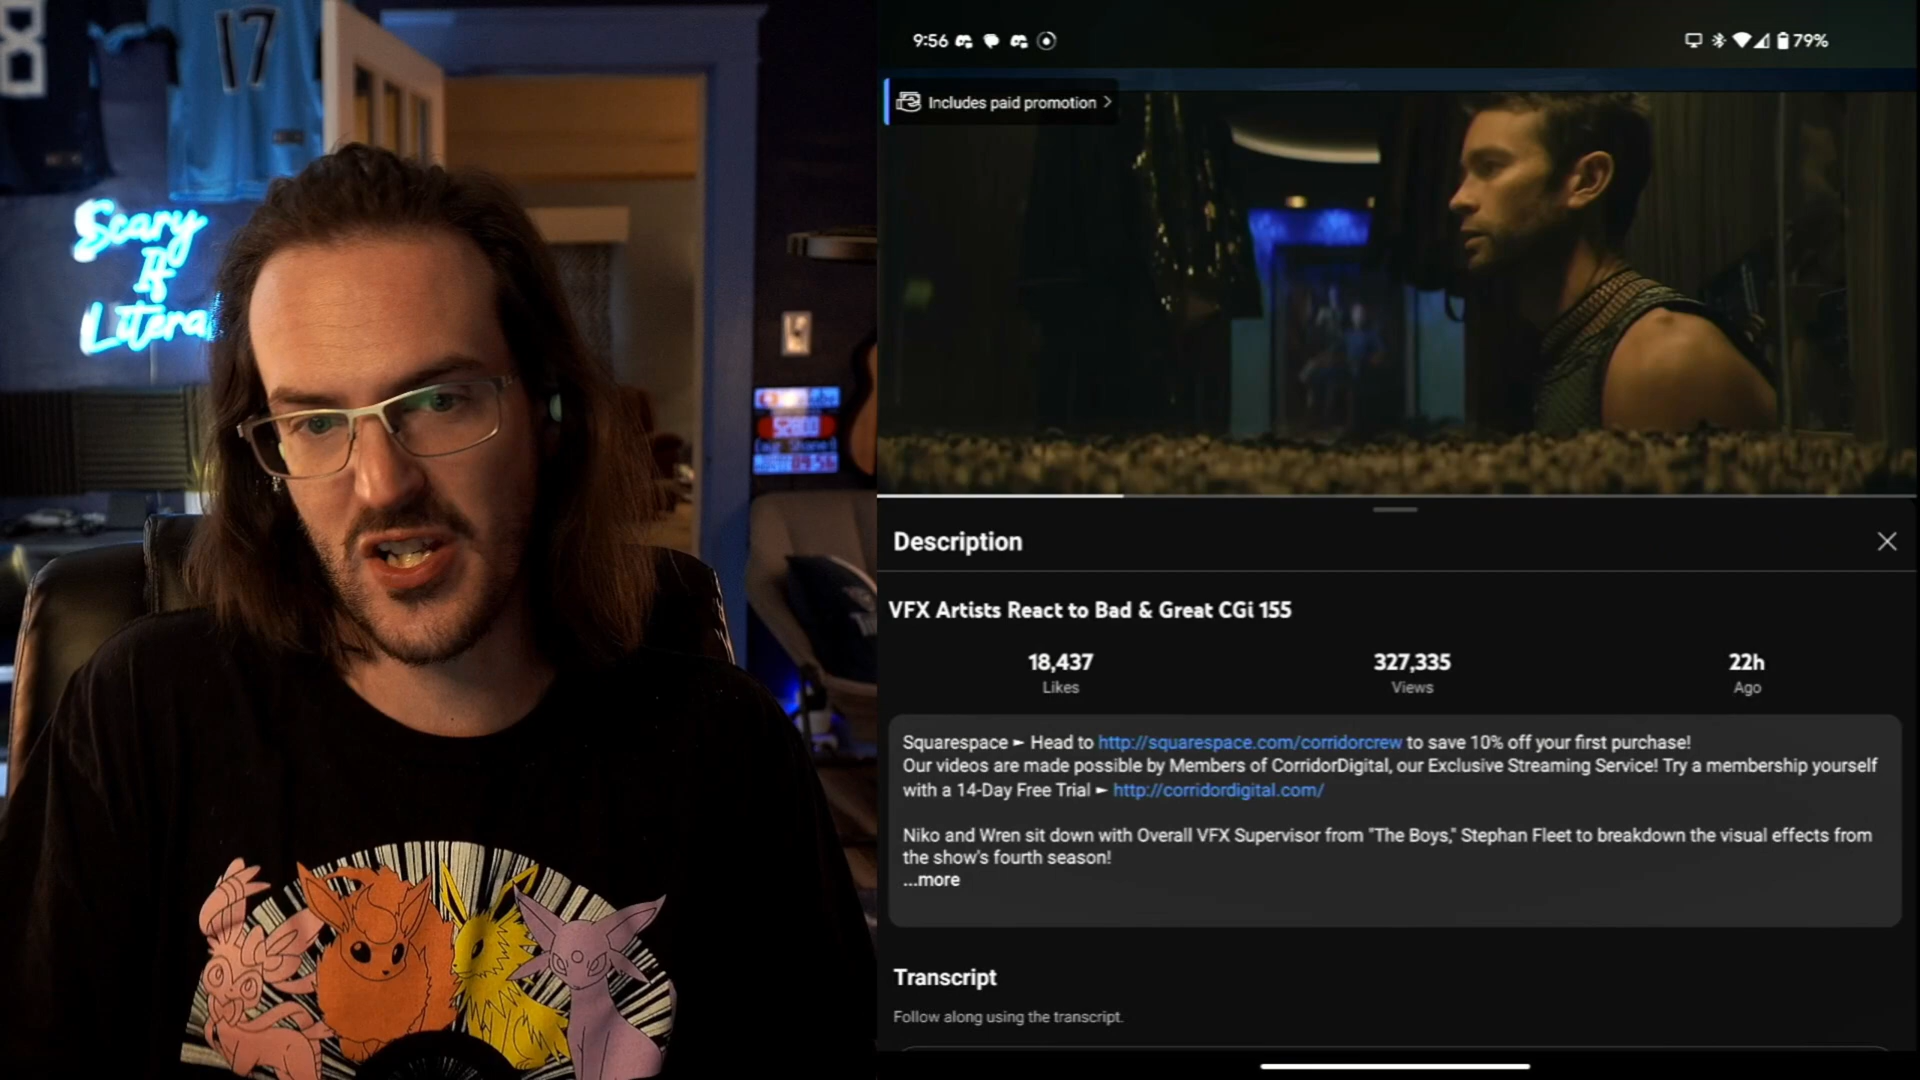 17
Scary
If
Litera
9:56
79%
Includes paid promotion
Description
VFX Artists React to Bad & Great CGi 155
18,437
327,335
22h
Likes
Views
Ago
Squarespace ► Head to http://squarespace.com/corridorcrew to save 10% off your first purchase!
Our videos are made possible by Members of CorridorDigital, our Exclusive Streaming Service! Try a membership yourself
with a 14-Day Free Trial ► http://corridordigital.com/
Niko and Wren sit down with Overall VFX Supervisor from "The Boys," Stephan Fleet to breakdown the visual effects from
the show's fourth season!
...more
Transcript
Follow along using the transcript.